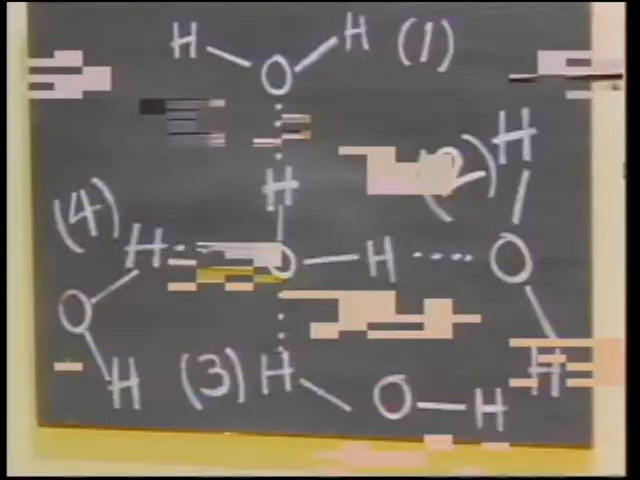 H H (1)
O
H
H (2)
(4) H O H O
O
H (3) H O H H